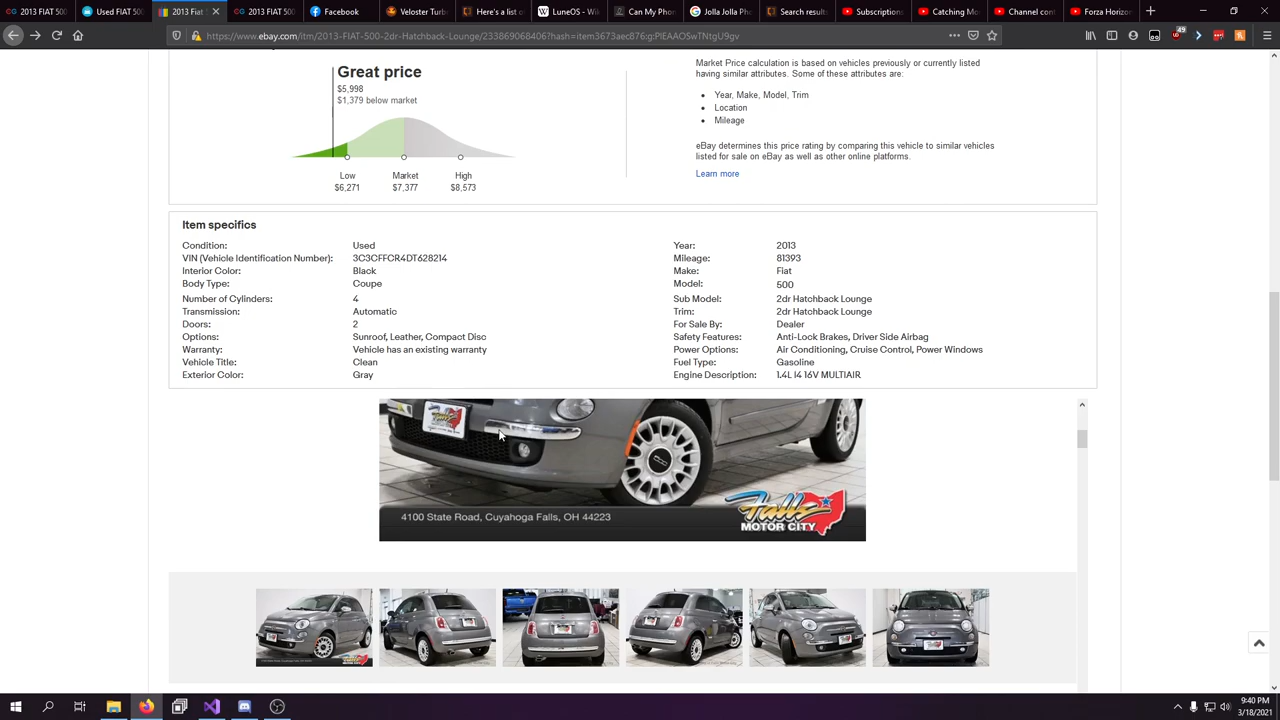 2013 FIAT 500
Used FIAT 500
2013 Fiat
2013 FIAT 500
Facebook
Veloster Turb
Here's a list o
LuneOS - Wik
Can My Phon
Jolla Jolla Pho
Search results
Subscriptions
Catching Mo
Channel cont
Forza Horizon
https://www.ebay.com/itm/2013-FIAT-500-2dr-Hatchback-Lounge/233869068406?hash=item3673aec876:g:PlEAAOSwTNtgU9gv
49
Great price
$5,998
$1,379 below market
Low
Market
High
$6,271
$7,377
$8,573
Market Price calculation is based on vehicles previously or currently listed
having similar attributes. Some of these attributes are:
Year, Make, Model, Trim
Location
Mileage
eBay determines this price rating by comparing this vehicle to similar vehicles
listed for sale on eBay as well as other online platforms.
Learn more
Item specifics
Condition: Used
Year: 2013
VIN (Vehicle Identification Number): 3C3CFFCR4DT628214
Mileage: 81393
Interior Color: Black
Make: Fiat
Body Type: Coupe
Model: 500
Number of Cylinders: 4
Sub Model: 2dr Hatchback Lounge
Transmission: Automatic
Trim: 2dr Hatchback Lounge
Doors: 2
For Sale By: Dealer
Options: Sunroof, Leather, Compact Disc
Safety Features: Anti-Lock Brakes, Driver Side Airbag
Warranty: Vehicle has an existing warranty
Power Options: Air Conditioning, Cruise Control, Power Windows
Vehicle Title: Clean
Fuel Type: Gasoline
Exterior Color: Gray
Engine Description: 1.4L I4 16V MULTIAIR
4100 State Road, Cuyahoga Falls, OH 44223
Falls
MOTOR CITY
9:40 PM
3/18/2021